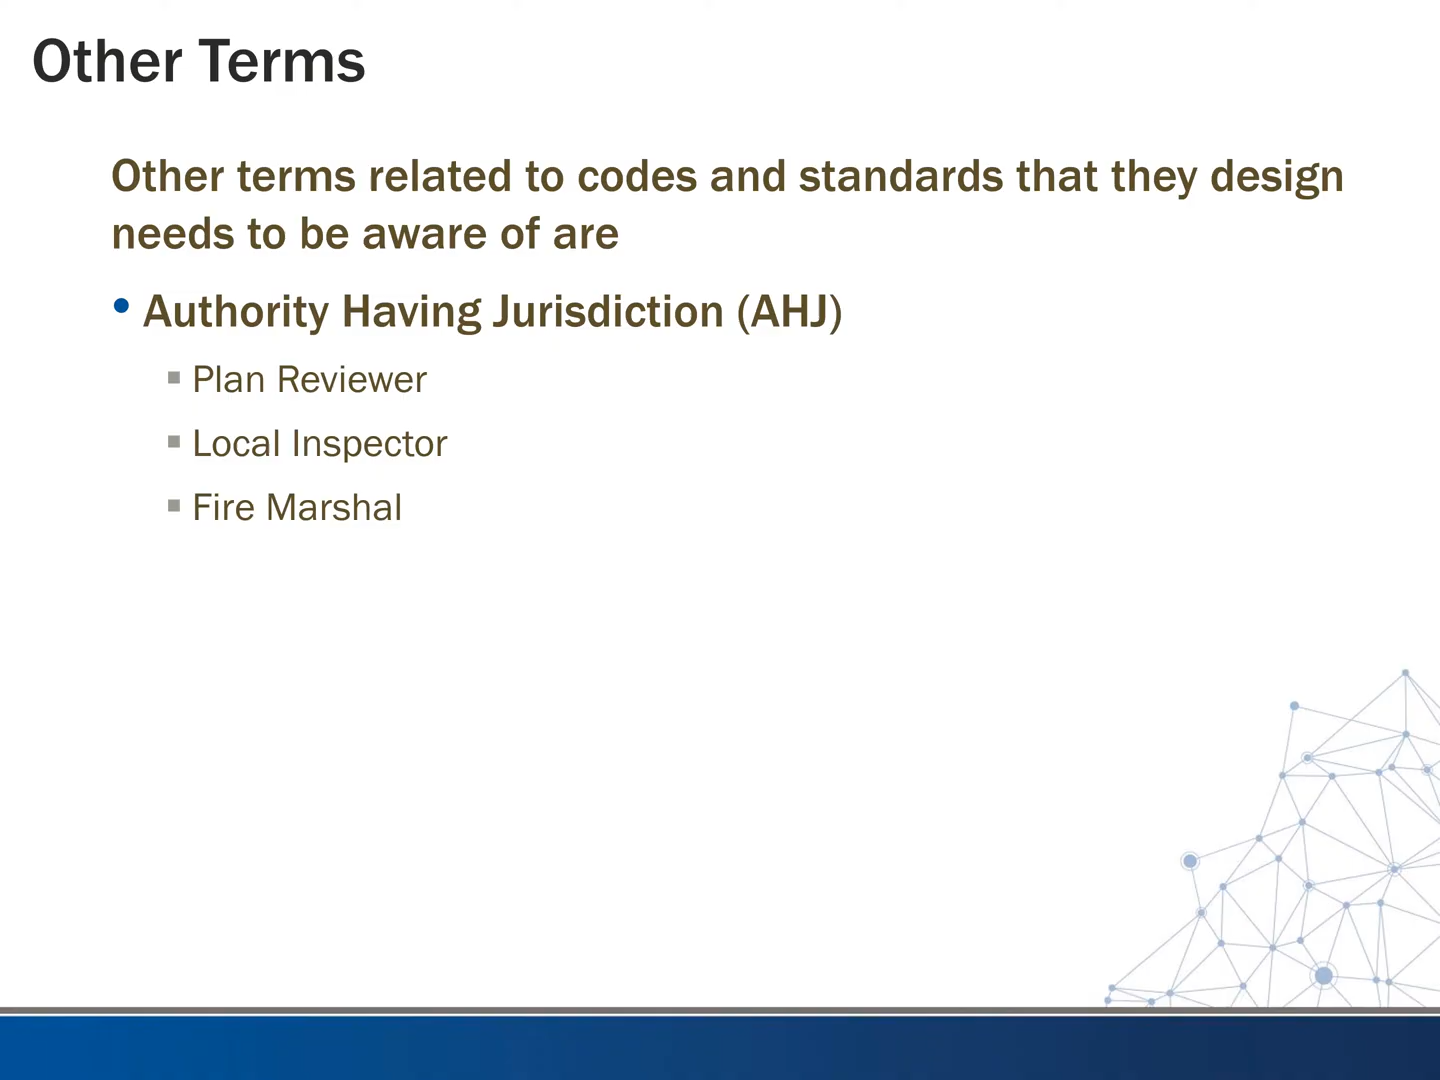 Other Terms
Other terms related to codes and standards that they design
needs to be aware of are
• Authority Having Jurisdiction (AHJ)
▪ Plan Reviewer
▪ Local Inspector
▪ Fire Marshal